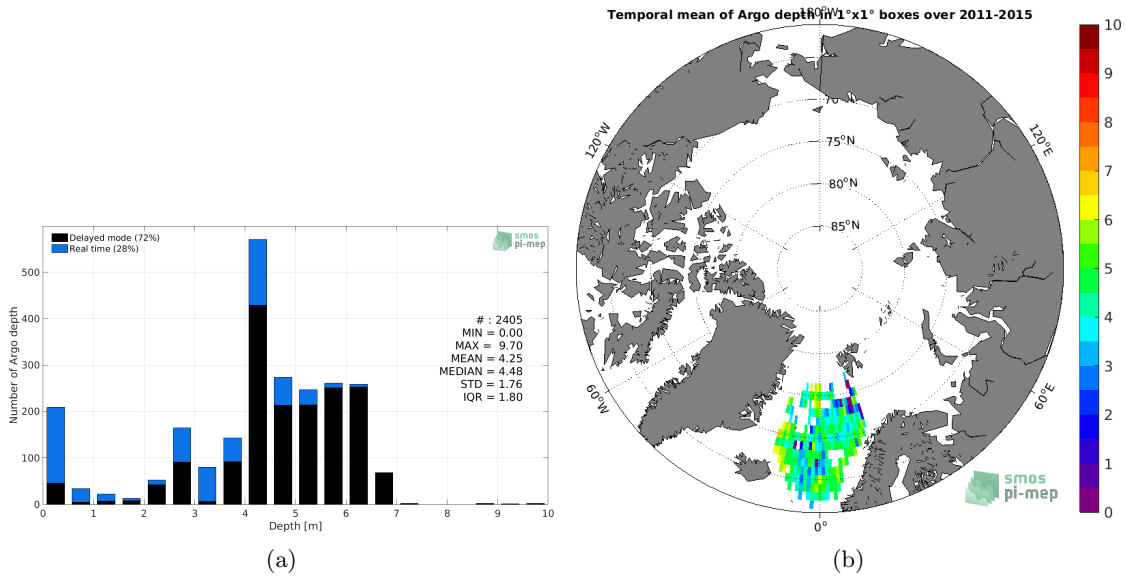 Temporal mean of Argo depth in 1°x1° boxes over 2011-2015
180°W
70°N
75°N
80°N
85°N
120°W
120°E
60°W
60°E
0°
10
9
8
7
6
5
4
3
2
1
0
smos
pi-mep
Delayed mode (72%)
Real time (28%)
smos
pi-mep
# : 2405
MIN = 0.00
MAX = 9.70
MEAN = 4.25
MEDIAN = 4.48
STD = 1.76
IQR = 1.80
Number of Argo depth
500
400
300
200
100
0
0 1 2 3 4 5 6 7 8 9 10
Depth [m]
(a)
(b)